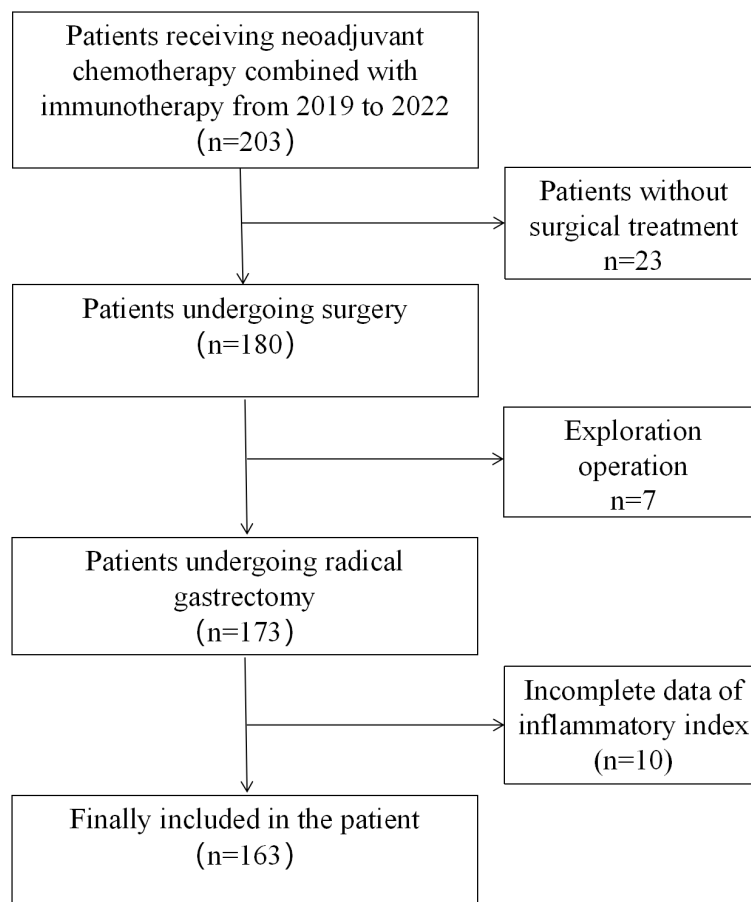 Patients receiving neoadjuvant
chemotherapy combined with
immunotherapy from 2019 to 2022
(n=203)
Patients without
surgical treatment
n=23
Patients undergoing surgery
(n=180)
Exploration
operation
n=7
Patients undergoing radical
gastrectomy
(n=173)
Incomplete data of
inflammatory index
(n=10)
Finally included in the patient
(n=163)